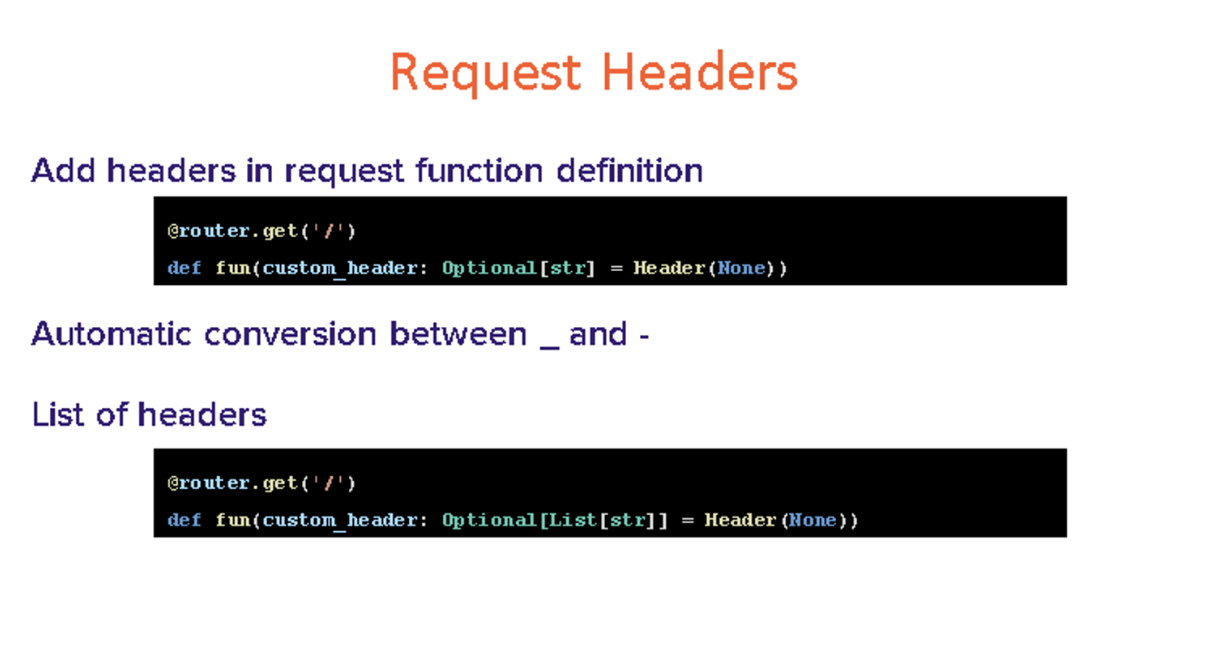 Request Headers
Add headers in request function definition
@router.get('/')
def fun(custom_header: Optional[str] = Header(None))
Automatic conversion between _ and -
List of headers
@router.get('/')
def fun(custom_header: Optional[List[str]] = Header(None))